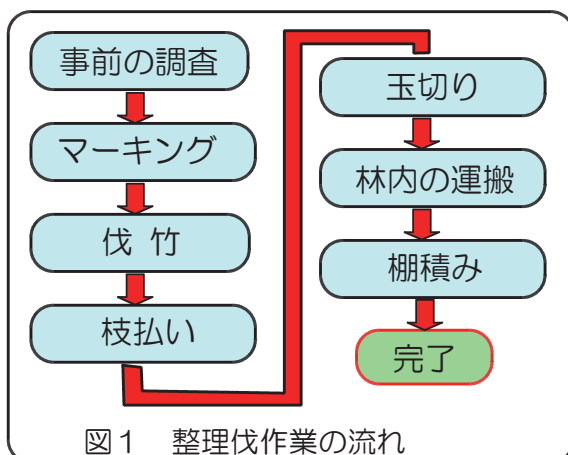 事前の調査
マーキング
伐 竹
枝払い
玉切り
林内の運搬
棚積み
完了
図1 整理伐作業の流れ